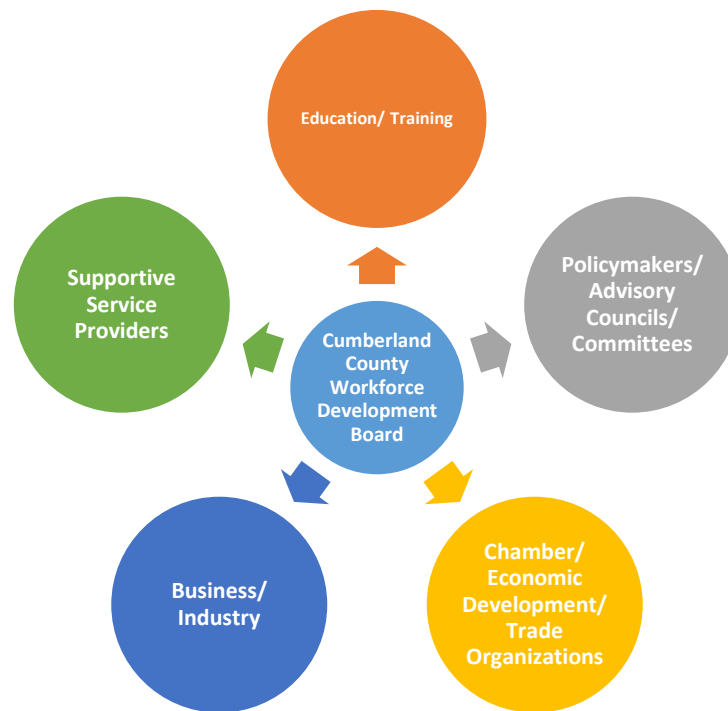 Education/ Training
Supportive
Service
Providers
Policymakers/
Advisory
Councils/
Committees
Cumberland
County
Workforce
Development
Board
Business/
Industry
Chamber/
Economic
Development/
Trade
Organizations